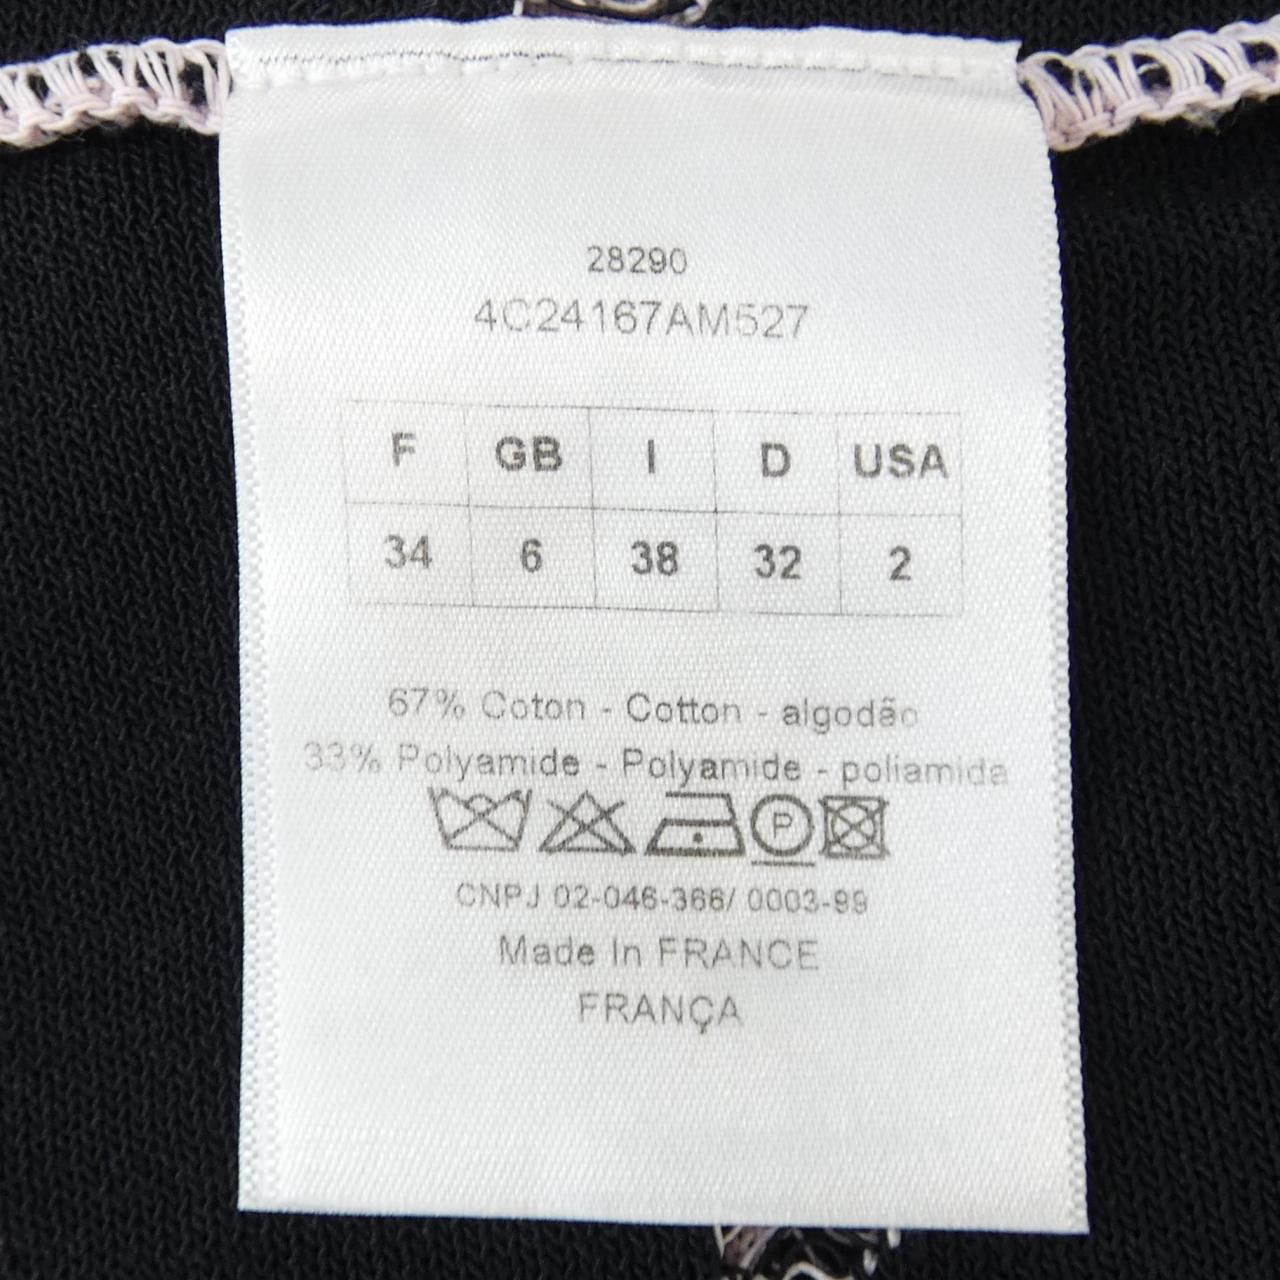 28290
4C24167AM527
F GB I D USA
34 6 38 32 2
67% Coton - Cotton - algodão
33% Polyamide - Polyamide - poliamida
P
CNPJ 02-046-366/ 0003-99
Made In FRANCE
FRANÇA